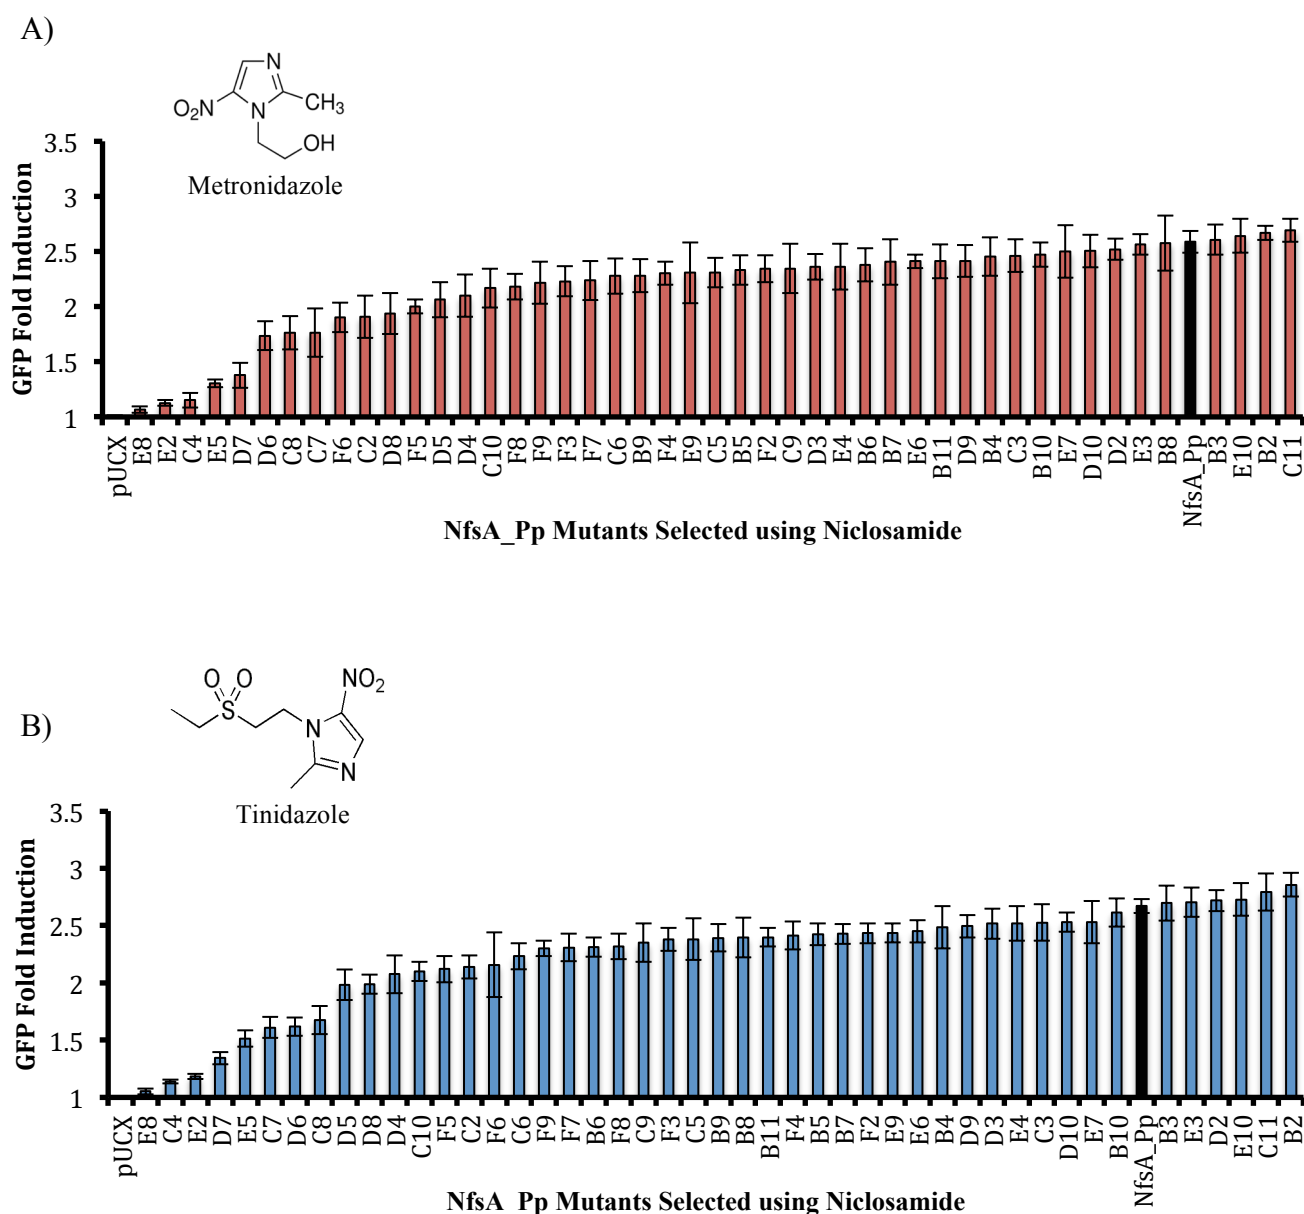 A)
N
O2N
N
CH3
OH
Metronidazole
3.5
3
2.5
2
1.5
1
GFP Fold Induction
pUCX E8 E2 C4 E5 D7 D6 C8 C7 F6 C2 D8 F5 D5 D4 C10 F8 F9 F3 F7 C6 B9 F4 E9 C5 B5 F2 C9 D3 E4 B6 B7 E6 B11 D9 B4 C3 B10 E7 D10 D2 E3 B8 NfsA_Pp B3 E10 B2 C11
NfsA_Pp Mutants Selected using Niclosamide
B)
O O
NO2
S
N
N
Tinidazole
3.5
3
2.5
2
1.5
1
GFP Fold Induction
pUCX E8 C4 E2 D7 E5 C7 D6 C8 D5 D8 D4 C10 F5 C2 F6 C6 F9 F7 B6 F8 C9 F3 C5 B9 B8 B11 F4 B5 B7 F2 E9 E6 B4 D9 D3 E4 C3 D10 E7 B10 NfsA_Pp B3 E3 D2 E10 C11 B2
NfsA_Pp Mutants Selected using Niclosamide